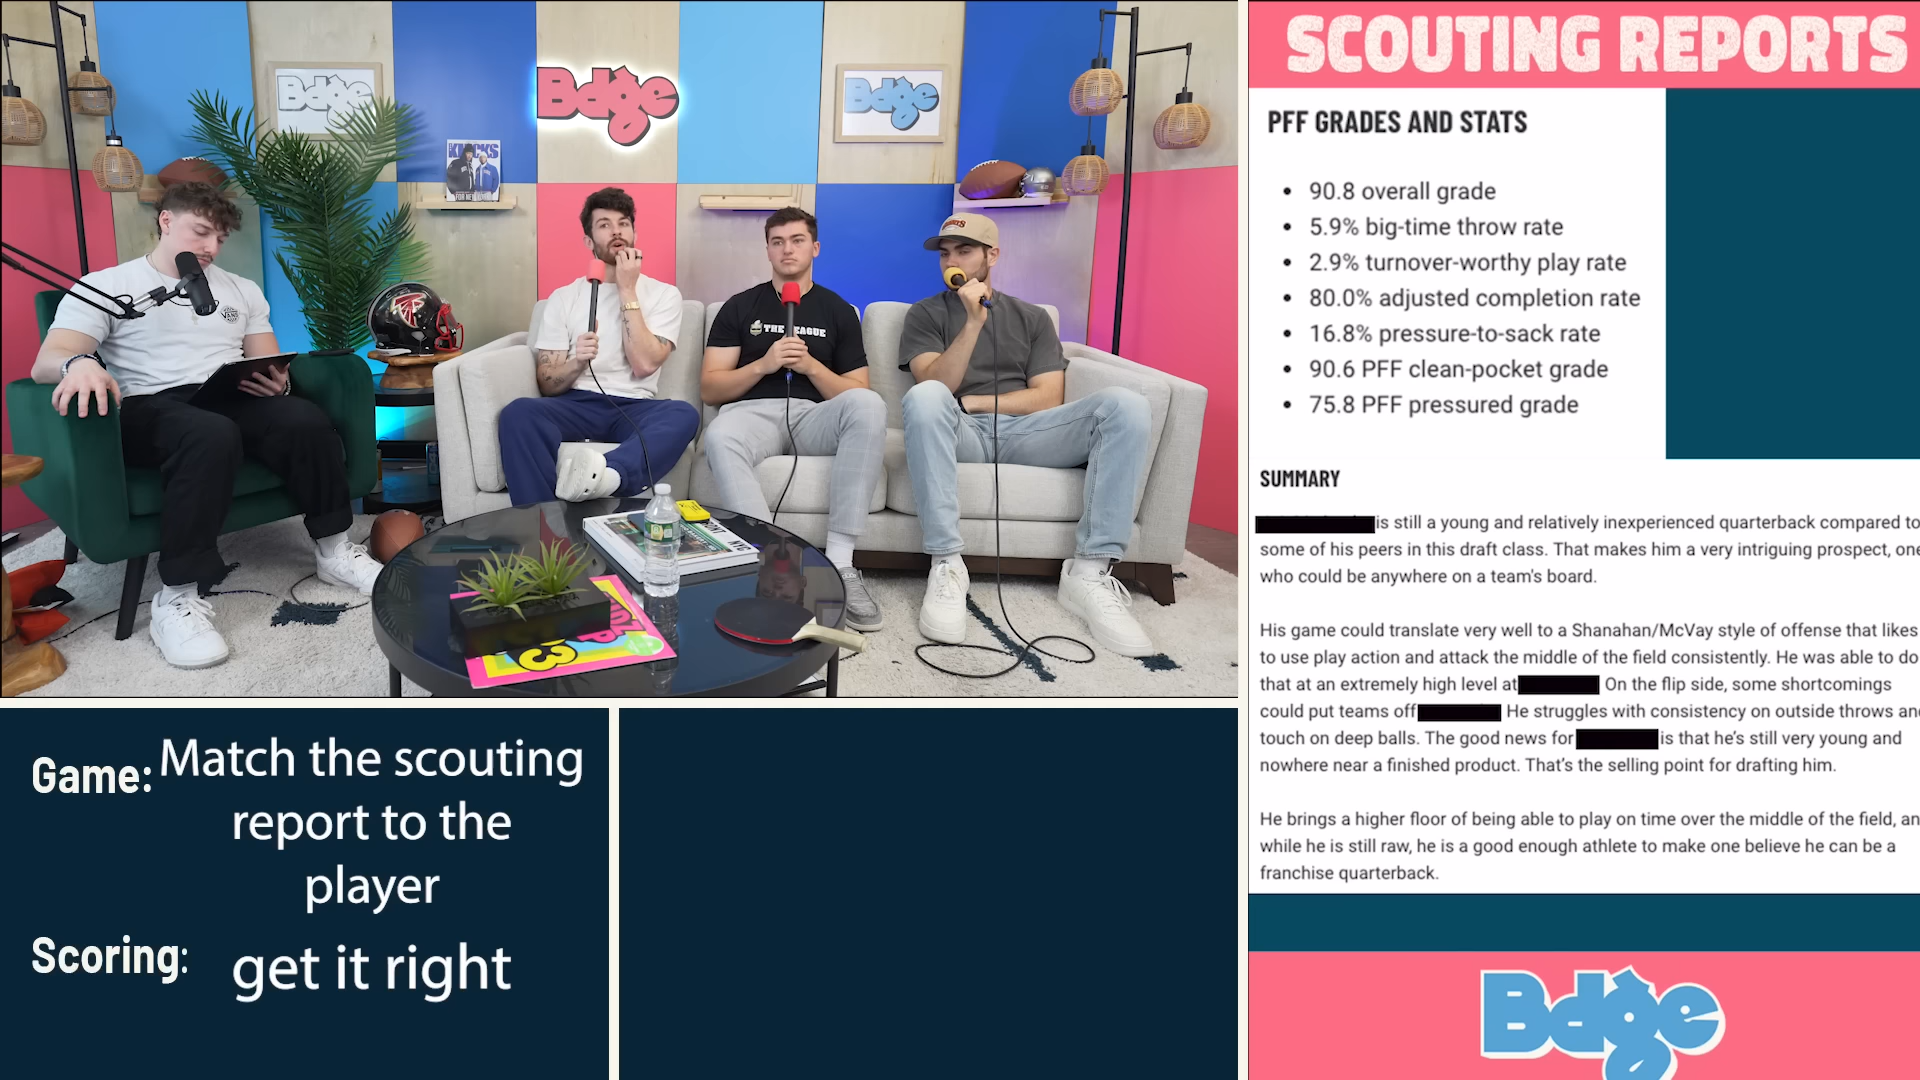 Bdge
Bdge
Bdge
KNICKS
VANS
THE LEAGUE
SCOUTING REPORTS
PFF GRADES AND STATS
• 90.8 overall grade
• 5.9% big-time throw rate
• 2.9% turnover-worthy play rate
• 80.0% adjusted completion rate
• 16.8% pressure-to-sack rate
• 90.6 PFF clean-pocket grade
• 75.8 PFF pressured grade
SUMMARY
is still a young and relatively inexperienced quarterback compared to
some of his peers in this draft class. That makes him a very intriguing prospect, one
who could be anywhere on a team's board.
His game could translate very well to a Shanahan/McVay style of offense that likes
to use play action and attack the middle of the field consistently. He was able to do
that at an extremely high level at On the flip side, some shortcomings
could put teams off He struggles with consistency on outside throws and
touch on deep balls. The good news for is that he's still very young and
nowhere near a finished product. That's the selling point for drafting him.
He brings a higher floor of being able to play on time over the middle of the field, an
while he is still raw, he is a good enough athlete to make one believe he can be a
franchise quarterback.
Bdge
Game: Match the scouting
report to the
player
Scoring: get it right